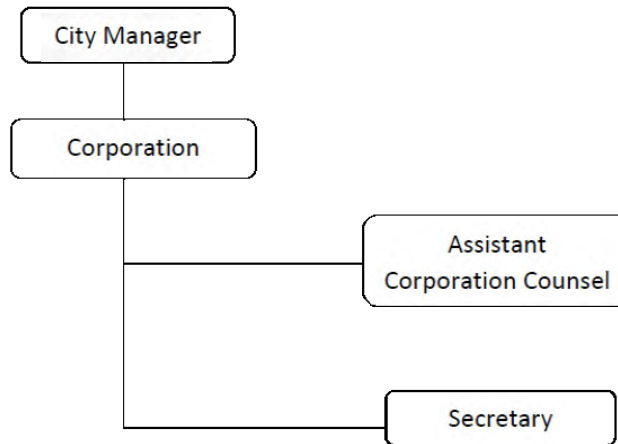 City Manager
Corporation
Assistant
Corporation Counsel
Secretary